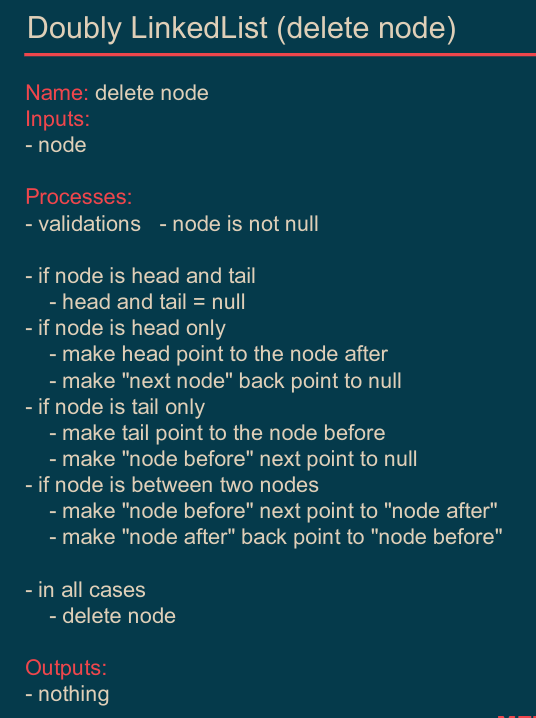 Doubly LinkedList (delete node)
Name: delete node
Inputs:
- node
Processes:
- validations - node is not null
- if node is head and tail
- head and tail = null
- if node is head only
- make head point to the node after
- make "next node" back point to null
- if node is tail only
- make tail point to the node before
- make "node before" next point to null
- if node is between two nodes
- make "node before" next point to "node after"
- make "node after" back point to "node before"
- in all cases
- delete node
Outputs:
- nothing